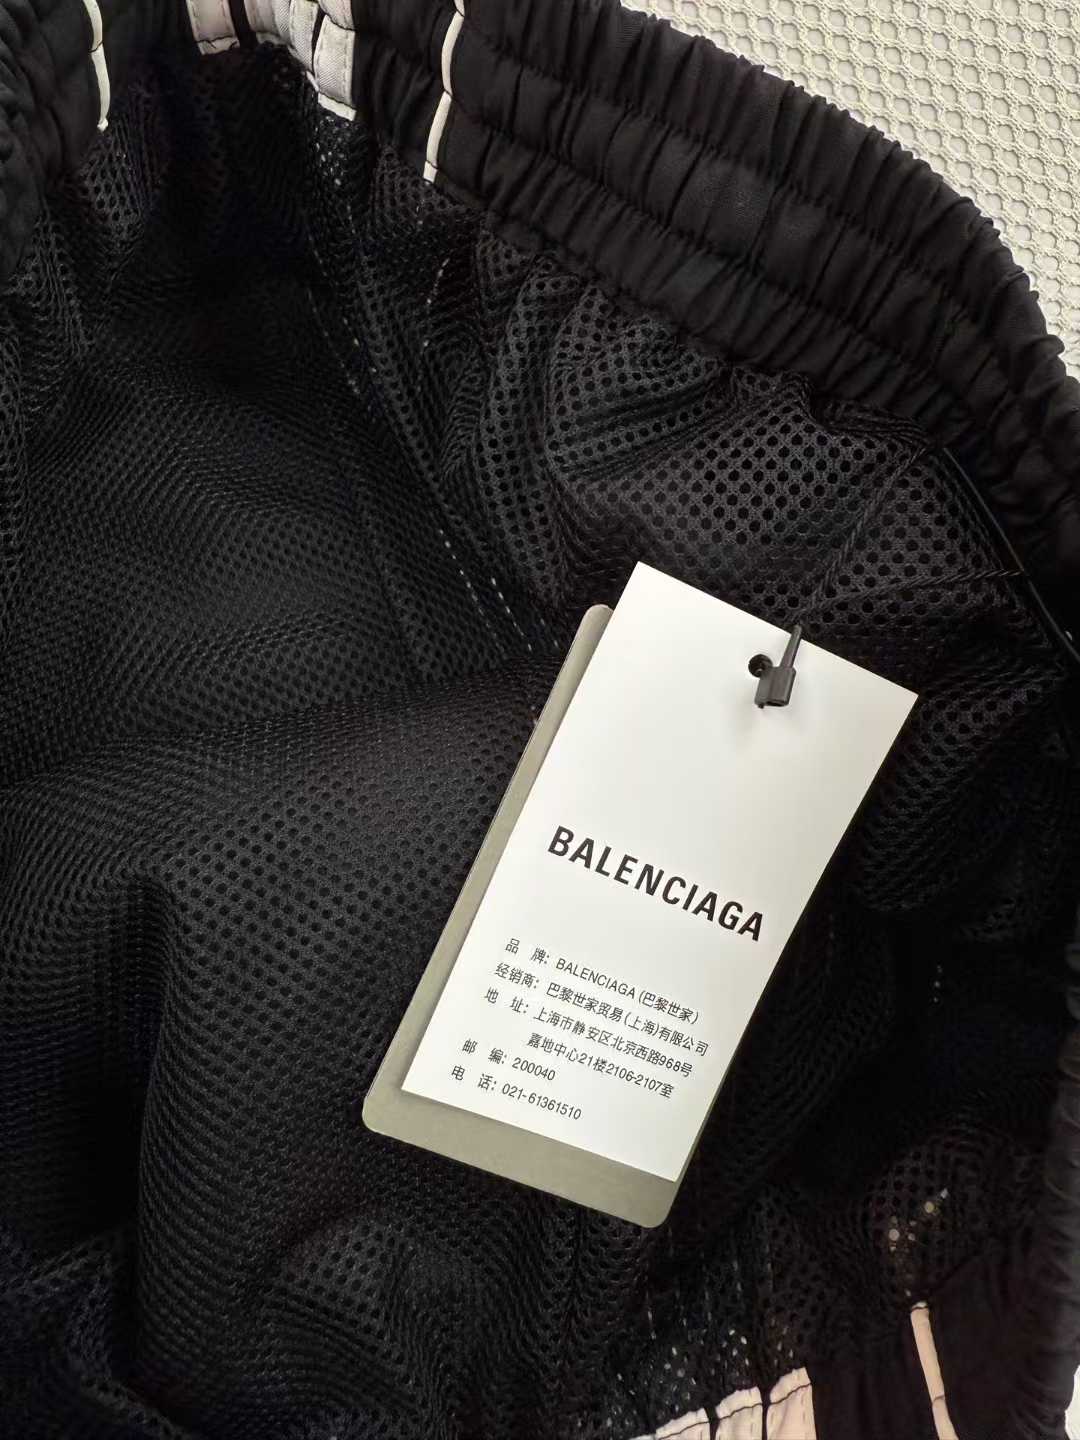 BALENCIAGA
品 牌: BALENCIAGA (巴黎世家)
经销商: 巴黎世家贸易(上海)有限公司
地 址: 上海市静安区北京西路968号
嘉地中心21楼2106-2107室
邮 编: 200040
电 话: 021-61361510